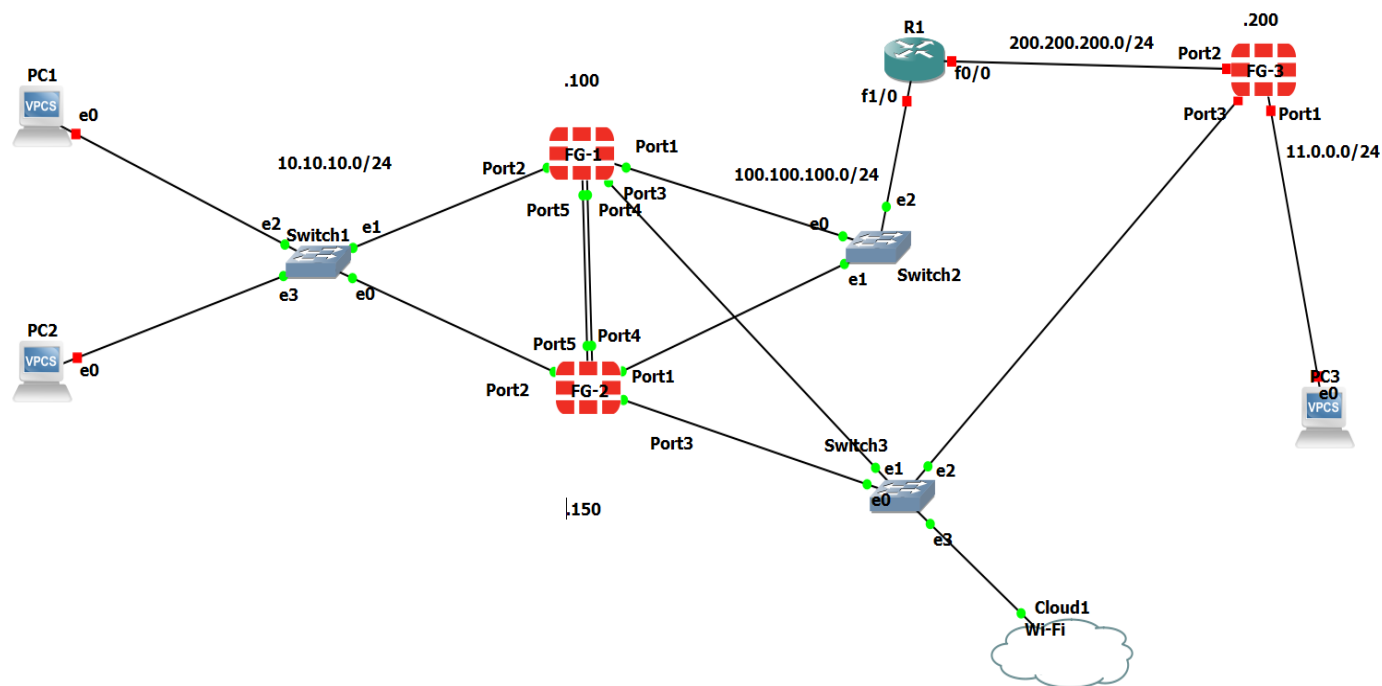 R1
.200
200.200.200.0/24
Port2
FG-3
f0/0
PC1
.100
VPCS
e0
f1/0
Port3
Port1
10.10.10.0/24
FG-1
Port1
11.0.0.0/24
Port2
100.100.100.0/24
Port3
Port5
Port4
e2
e2
e1
e0
Switch1
e1
Switch2
e3
e0
PC2
VPCS
e0
Port5
Port4
Port2
FG-2
Port1
PC3
e0
VPCS
Port3
Switch3
e1
e2
e0
.150
e3
Cloud1
Wi-Fi